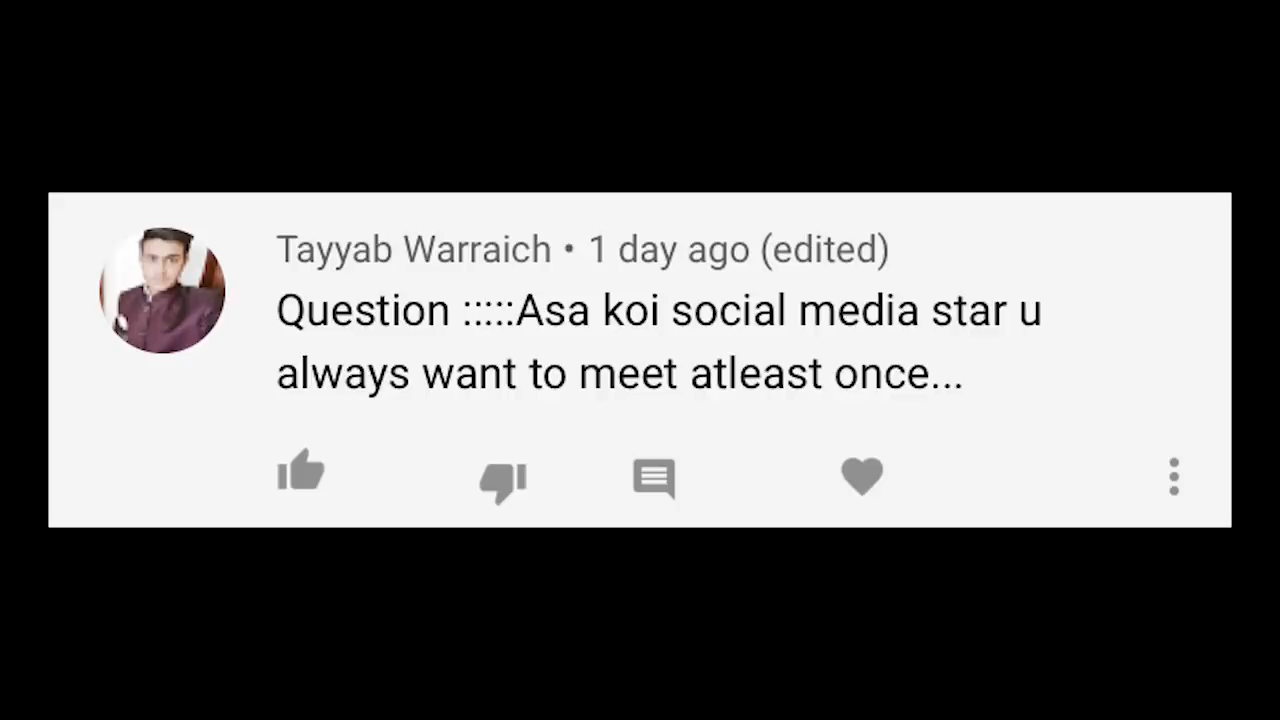 Tayyab Warraich • 1 day ago (edited)
Question :::::Asa koi social media star u
always want to meet atleast once...